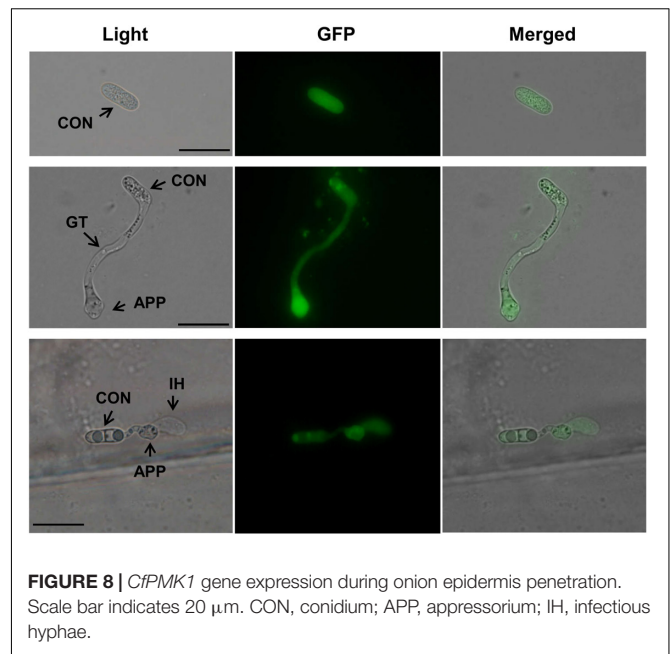 Light GFP Merged
CON
CON
GT
APP
CON
IH
APP
FIGURE 8 | CfPMK1 gene expression during onion epidermis penetration.
Scale bar indicates 20 μm. CON, conidium; APP, appressorium; IH, infectious
hyphae.